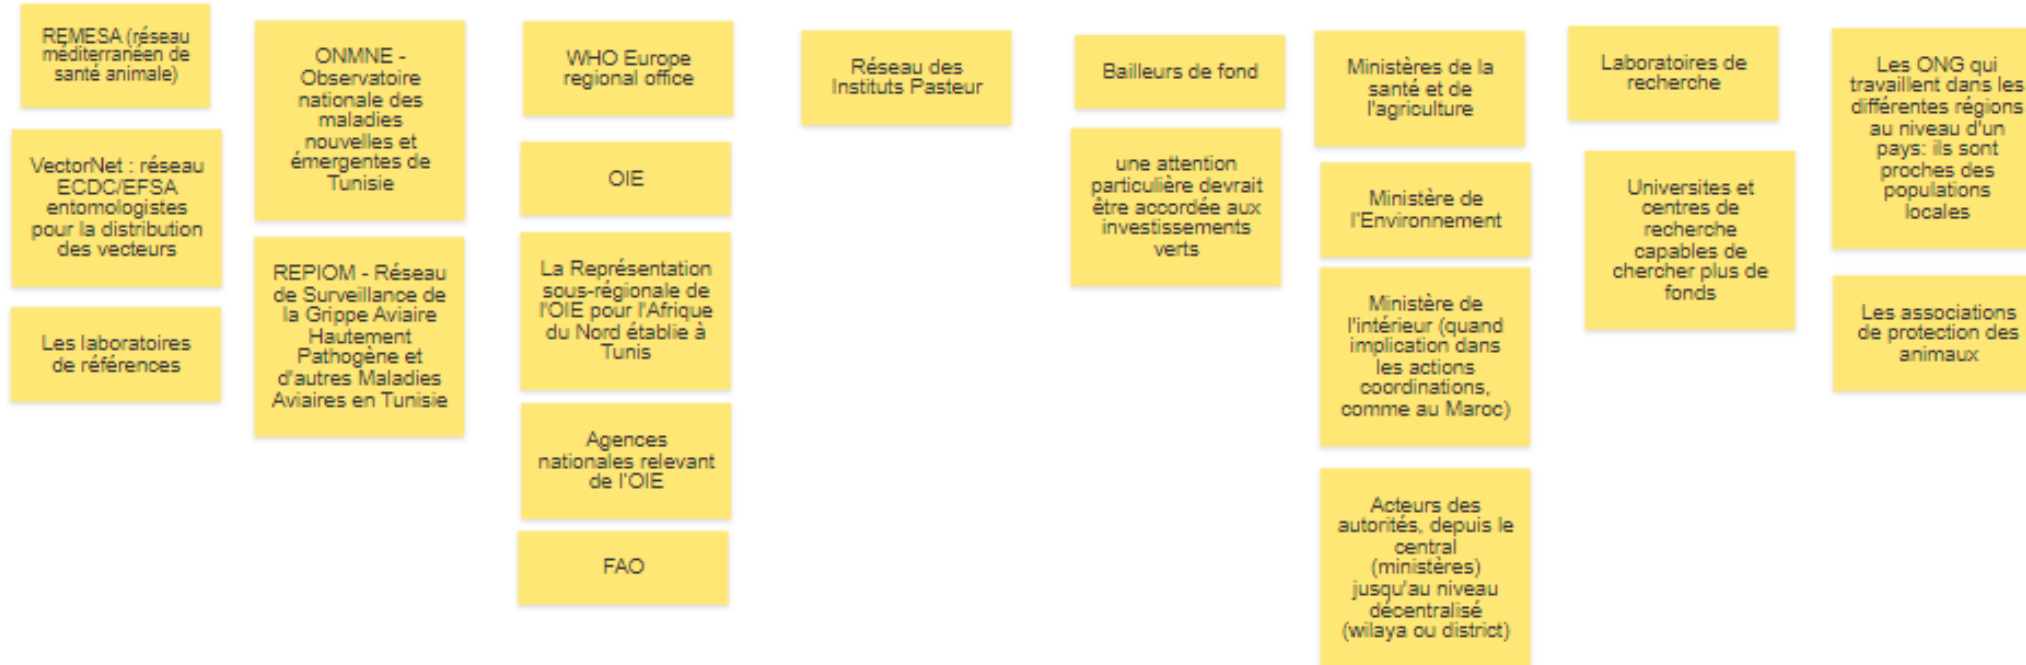 REMESA (réseau
méditerranéen de
santé animale)
VectorNet : réseau
ECDC/EFSA
entomologistes
pour la distribution
des vecteurs
Les laboratoires
de références
ONMNE -
Observatoire
nationale des
maladies
nouvelles et
émergentes de
Tunisie
REPIOM - Réseau
de Surveillance de
la Grippe Aviaire
Hautement
Pathogène et
d'autres Maladies
Aviaires en Tunisie
WHO Europe
regional office
OIE
La Représentation
sous-régionale de
l'OIE pour l'Afrique
du Nord établie à
Tunis
Agences
nationales relevant
de l'OIE
FAO
Réseau des
Instituts Pasteur
Bailleurs de fond
une attention
particulière devrait
être accordée aux
investissements
verts
Ministères de la
santé et de
l'agriculture
Ministère de
l'Environnement
Ministère de
l'intérieur (quand
implication dans
les actions
coordinations,
comme au Maroc)
Acteurs des
autorités, depuis le
central
(ministères)
jusqu'au niveau
décentralisé
(wilaya ou district)
Laboratoires de
recherche
Universites et
centres de
recherche
capables de
chercher plus de
fonds
Les ONG qui
travaillent dans les
différentes régions
au niveau d'un
pays: ils sont
proches des
populations
locales
Les associations
de protection des
animaux